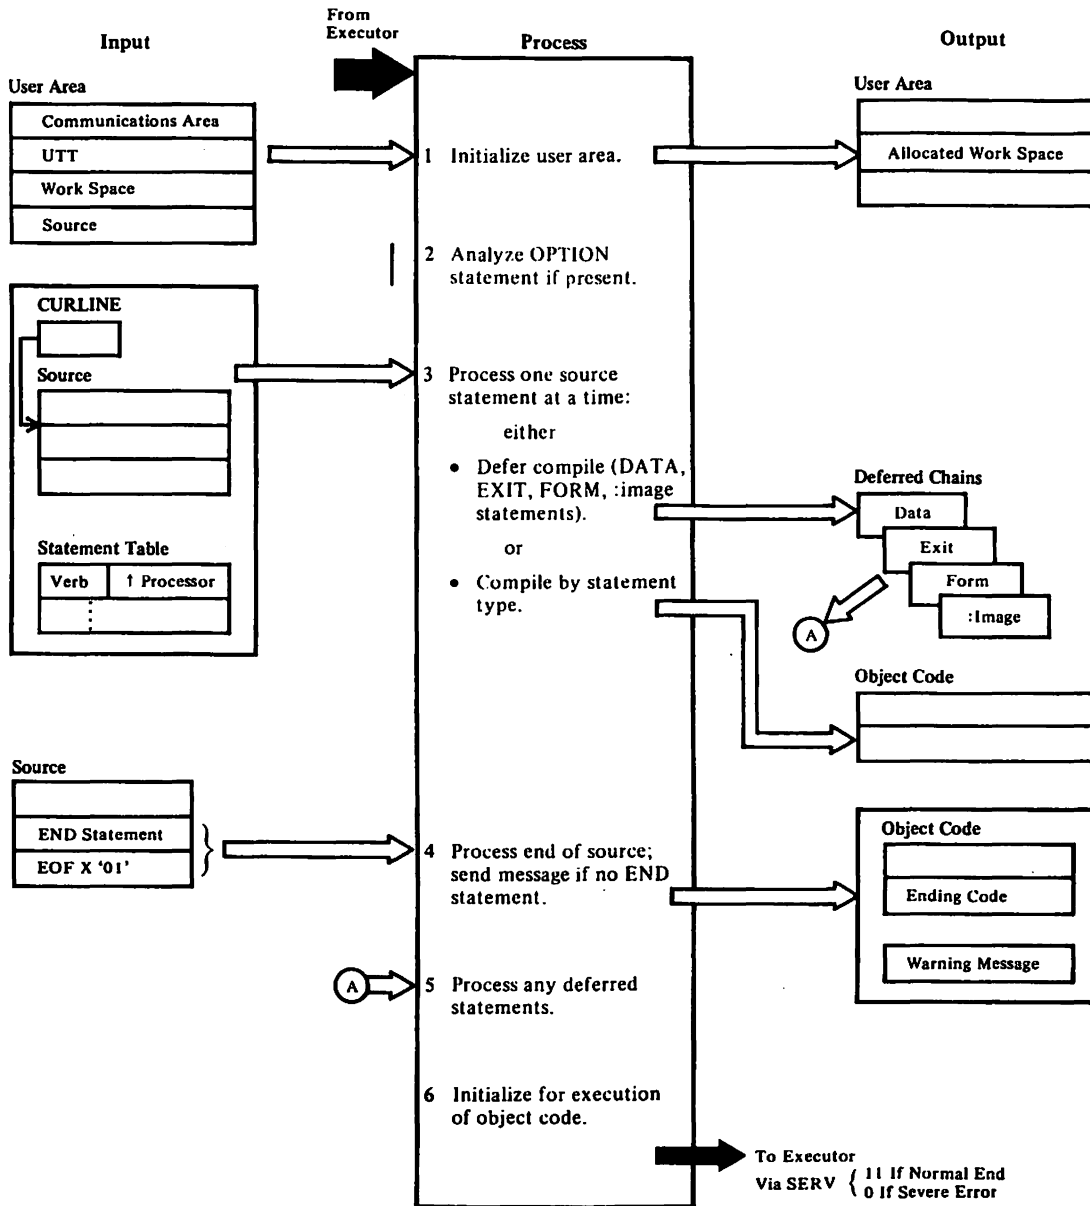 From
Executor
Input
Process
Output
User Area
Communications Area
UTT
Work Space
Source
1 Initialize user area.
User Area
Allocated Work Space
2 Analyze OPTION
statement if present.
CURLINE
Source
Statement Table
Verb
↑ Processor
3 Process one source
statement at a time:
either
• Defer compile (DATA,
EXIT, FORM, :image
statements).
or
• Compile by statement
type.
Deferred Chains
Data
Exit
Form
:Image
A
Object Code
Source
END Statement
EOF X '01'
4 Process end of source;
send message if no END
statement.
Object Code
Ending Code
Warning Message
A
5 Process any deferred
statements.
6 Initialize for execution
of object code.
To Executor
Via SERV { 11 If Normal End
0 If Severe Error